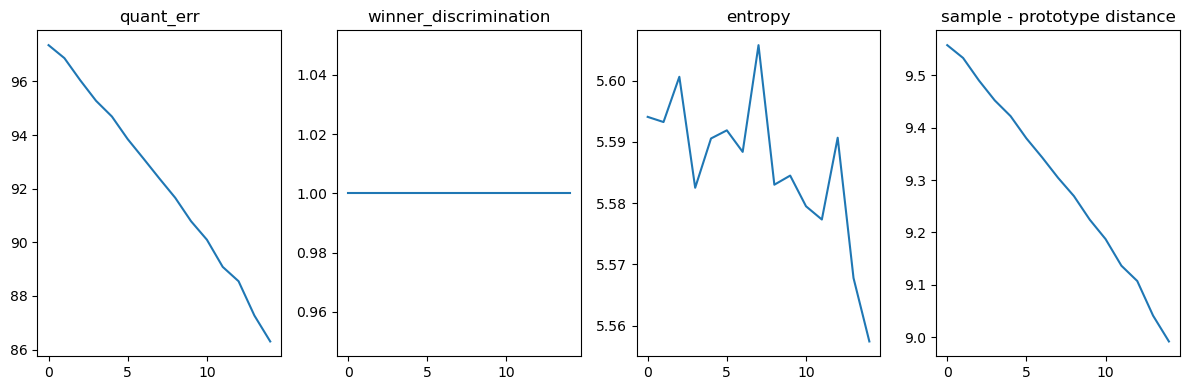 quant_err
96
94
92
90
88
86
0 5 10
winner_discrimination
1.04
1.02
1.00
0.98
0.96
0 5 10
entropy
5.60
5.59
5.58
5.57
5.56
0 5 10
sample - prototype distance
9.5
9.4
9.3
9.2
9.1
9.0
0 5 10